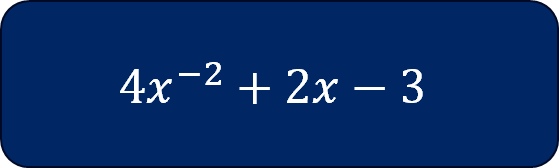 4x⁻² + 2x − 3